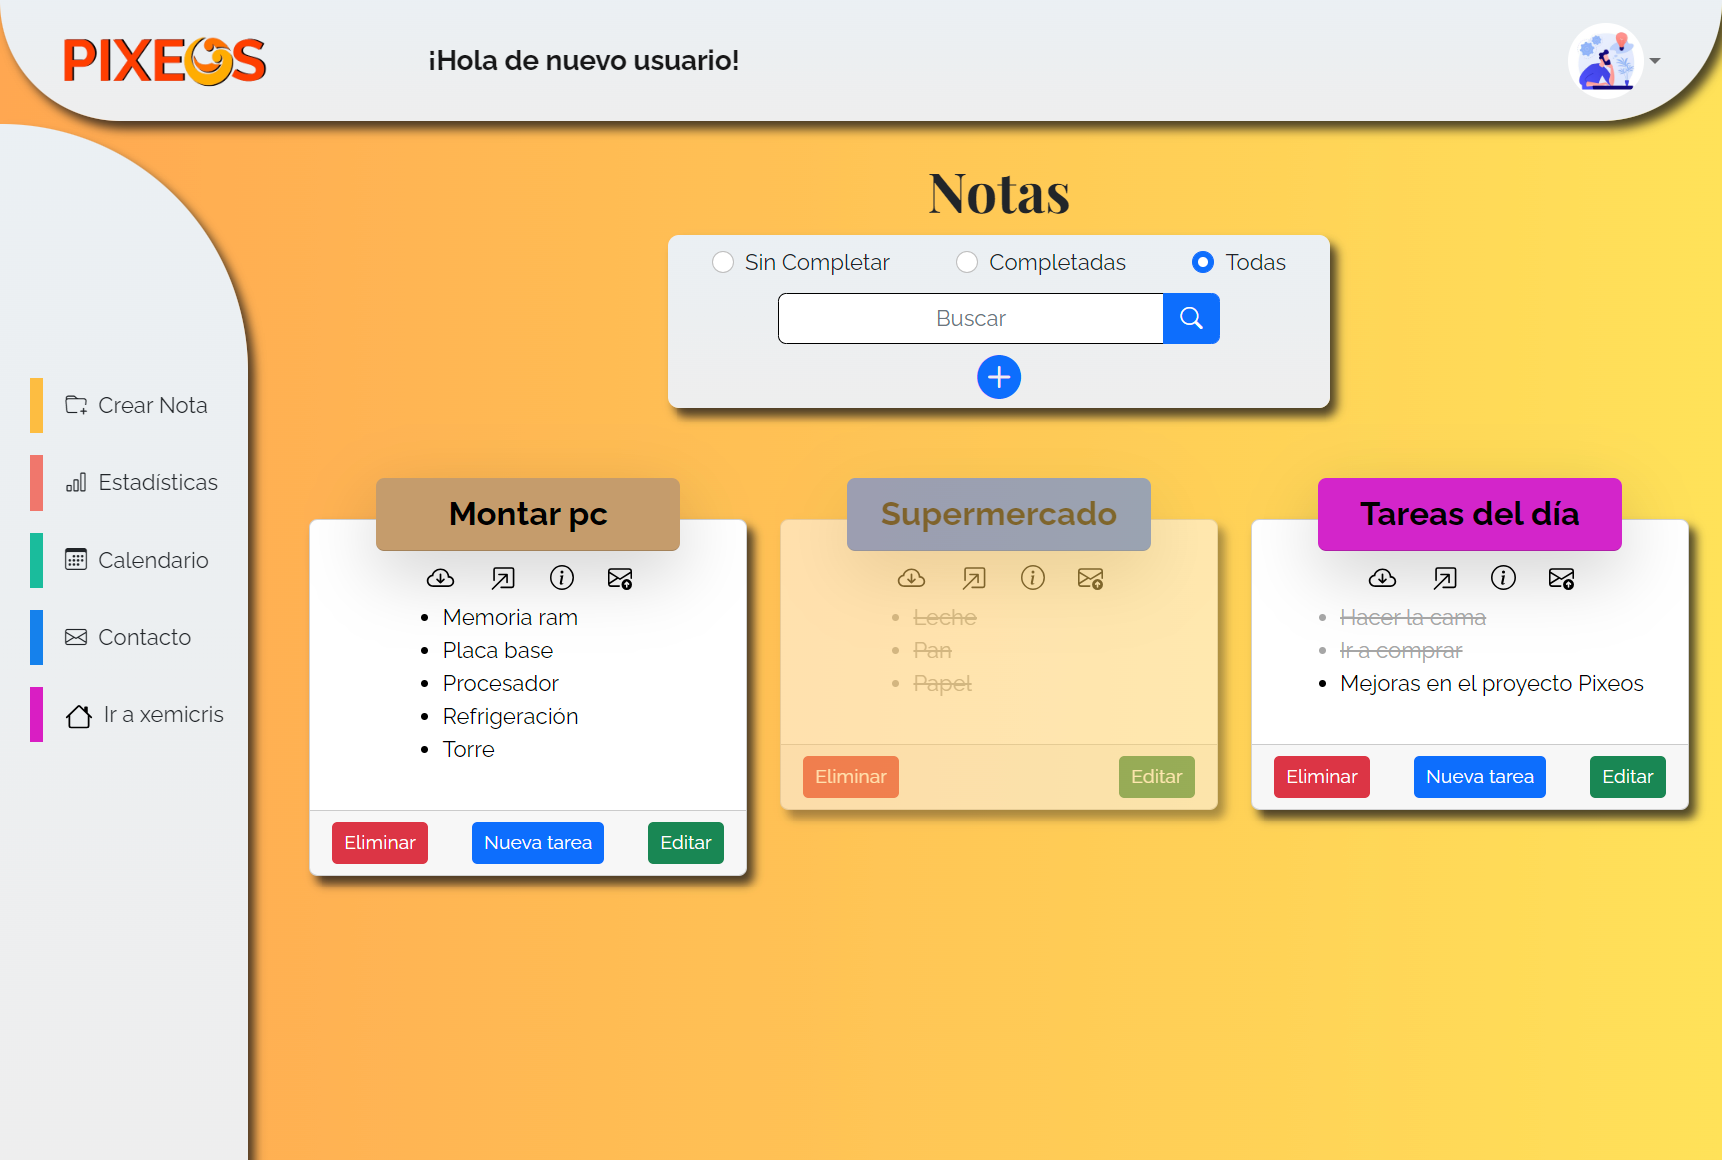 PIXEOS
¡Hola de nuevo usuario!
Crear Nota
Estadísticas
Calendario
Contacto
Ir a xemicris
Notas
Sin Completar
Completadas
Todas
Buscar
Montar pc
Memoria ram
Placa base
Procesador
Refrigeración
Torre
Eliminar
Nueva tarea
Editar
Supermercado
Leche
Pan
Papel
Eliminar
Editar
Tareas del día
Hacer la cama
Ir a comprar
Mejoras en el proyecto Pixeos
Eliminar
Nueva tarea
Editar